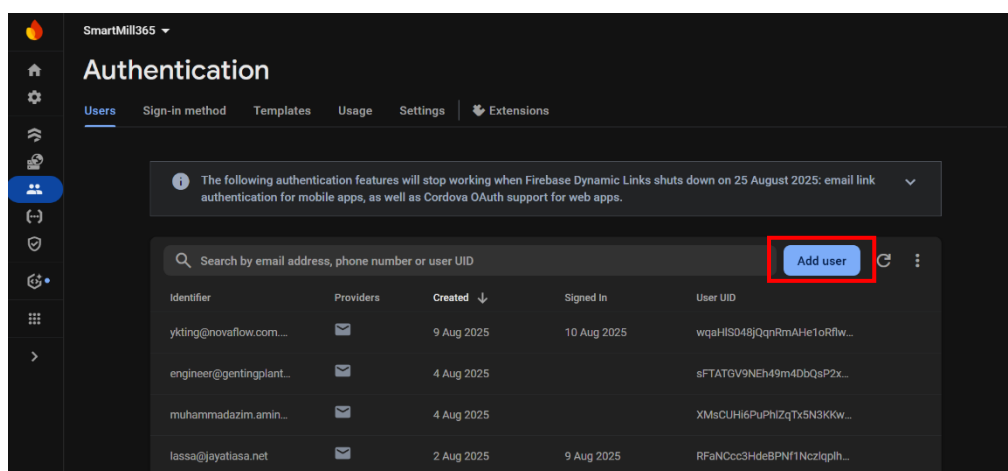 SmartMill365
Authentication
Users Sign-in method Templates Usage Settings Extensions
The following authentication features will stop working when Firebase Dynamic Links shuts down on 25 August 2025: email link
authentication for mobile apps, as well as Cordova OAuth support for web apps.
Search by email address, phone number or user UID Add user
Identifier Providers Created Signed In User UID
ykting@novaflow.com.... 9 Aug 2025 10 Aug 2025 wqaHlS048jQqnRmAHe1oRflw...
engineer@gentingplant... 4 Aug 2025 sFTATGV9NEh49m4DbQsP2x...
muhammadazim.amin... 4 Aug 2025 XMsCUHi6PuPhlZqTx5N3KKw...
lassa@jayatiasa.net 2 Aug 2025 9 Aug 2025 RFaNCcc3HdeBPNf1Nczlqplh...